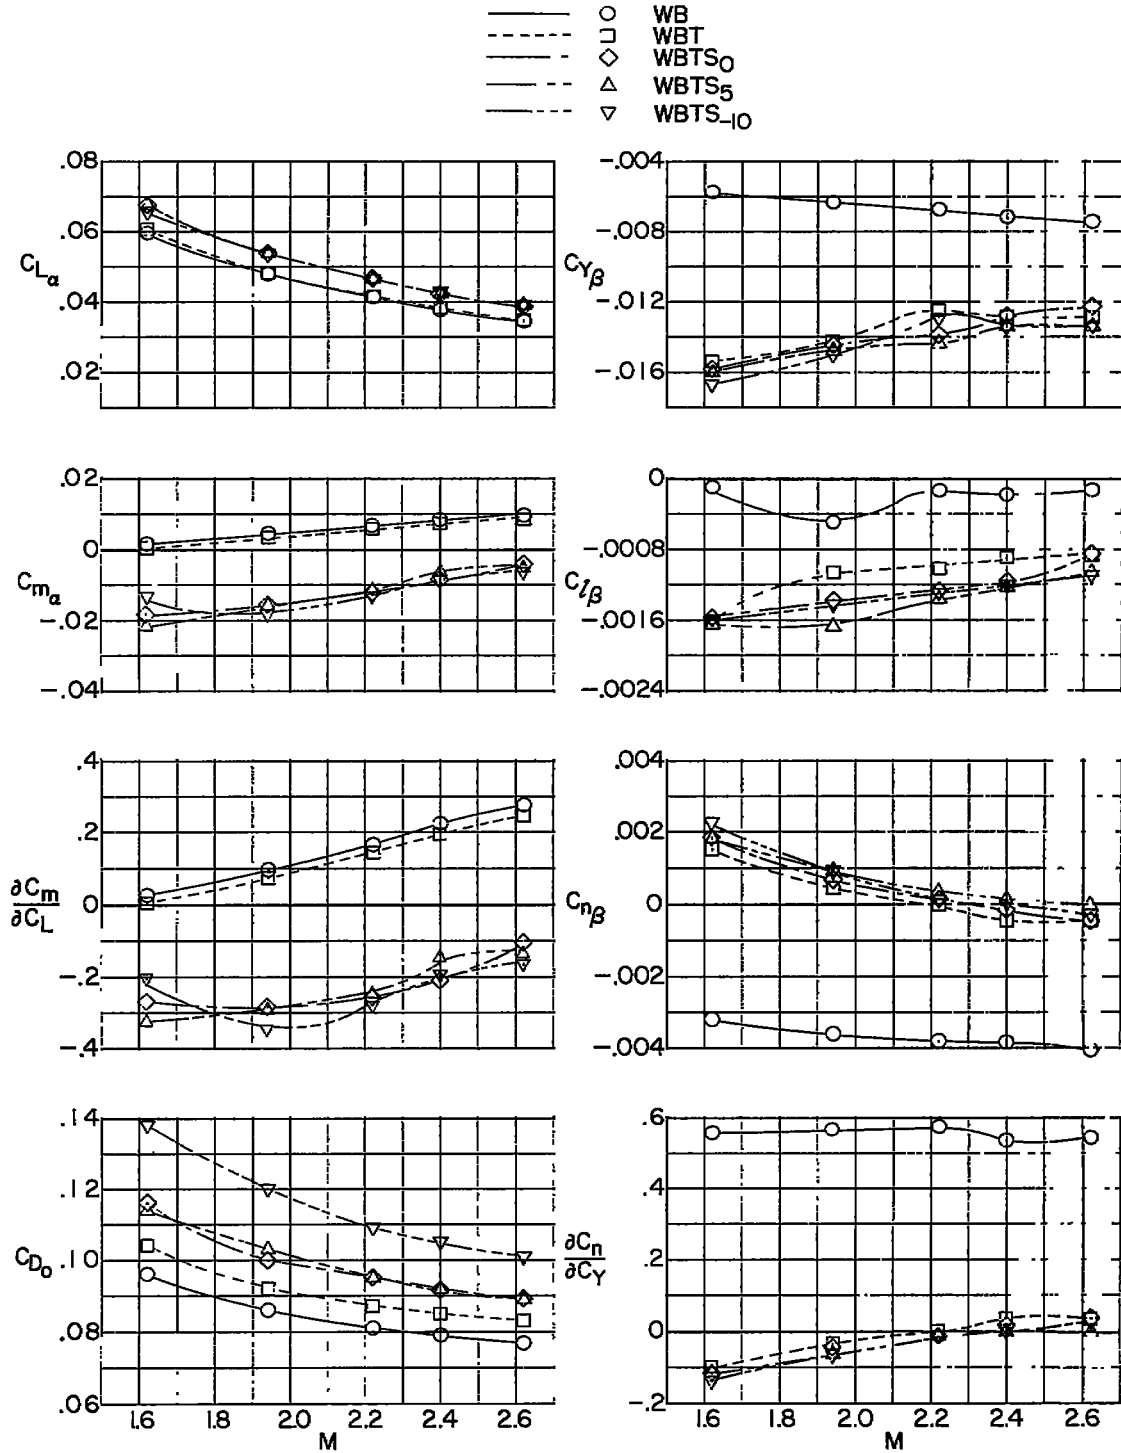 WB
WBT
WBTS0
WBTS5
WBTS-10
.08
.06
CLα
.04
.02
-.004
-.008
CYβ
-.012
-.016
.02
0
Cmα
-.02
-.04
0
-.0008
Clβ
-.0016
-.0024
.4
.2
∂Cm
∂CL
0
-.2
-.4
.004
.002
Cnβ
0
-.002
-.004
.14
.12
CDo
.10
.08
.06
1.6 1.8 2.0 2.2 2.4 2.6
M
.6
.4
∂Cn
∂CY
.2
0
-.2
1.6 1.8 2.0 2.2 2.4 2.6
M